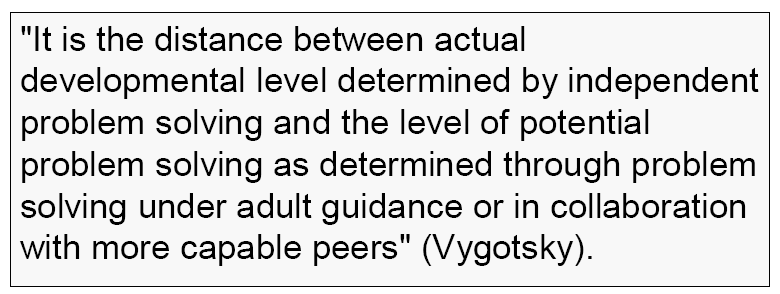 "It is the distance between actual
developmental level determined by independent
problem solving and the level of potential
problem solving as determined through problem
solving under adult guidance or in collaboration
with more capable peers" (Vygotsky).